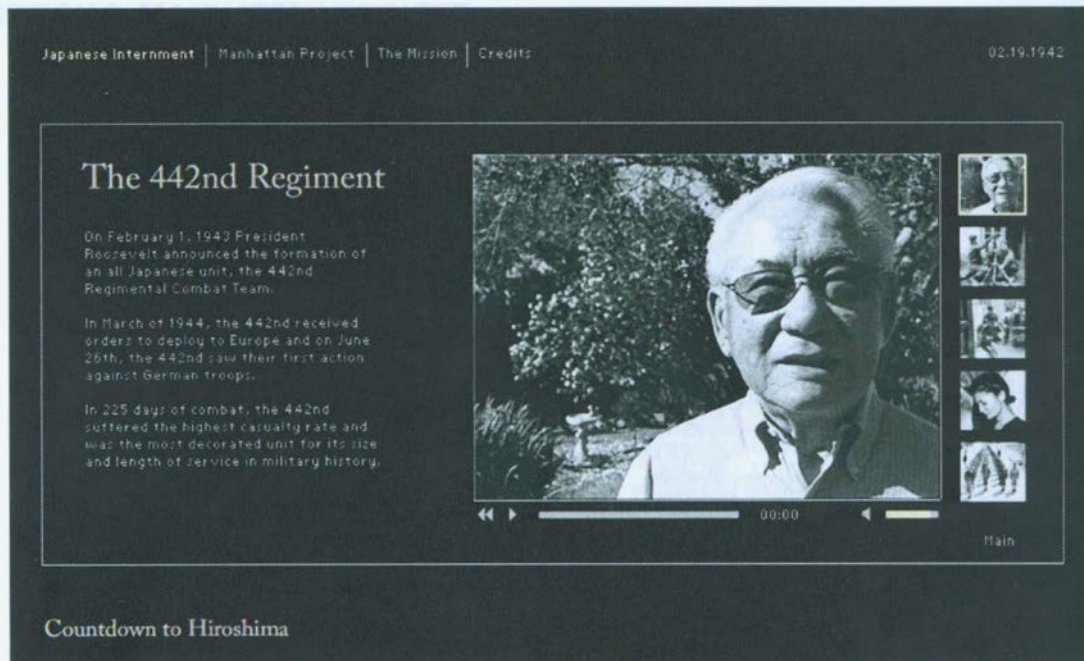 Japanese Internment | Manhattan Project | The Mission | Credits
02.19.1942
The 442nd Regiment
On February 1, 1943 President
Roosevelt announced the formation of
an all Japanese unit, the 442nd
Regimental Combat Team.
In March of 1944, the 442nd received
orders to deploy to Europe and on June
26th, the 442nd saw their first action
against German troops.
In 225 days of combat, the 442nd
suffered the highest casualty rate and
was the most decorated unit for its size
and length of service in military history.
00:00
Main
Countdown to Hiroshima